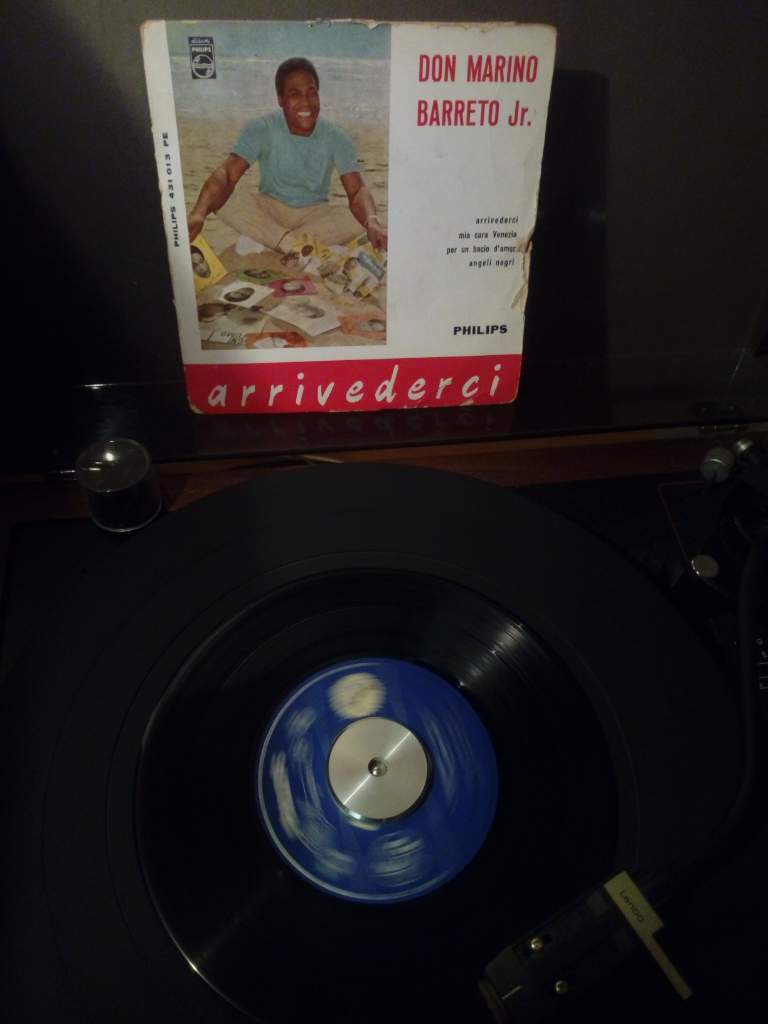 PHILIPS
DON MARINO
BARRETO Jr.
PHILIPS 431 013 PE
arrivederci
mia cara Venezia
per un bacio d'amor
angeli negri
PHILIPS
arrivederci
Lenco